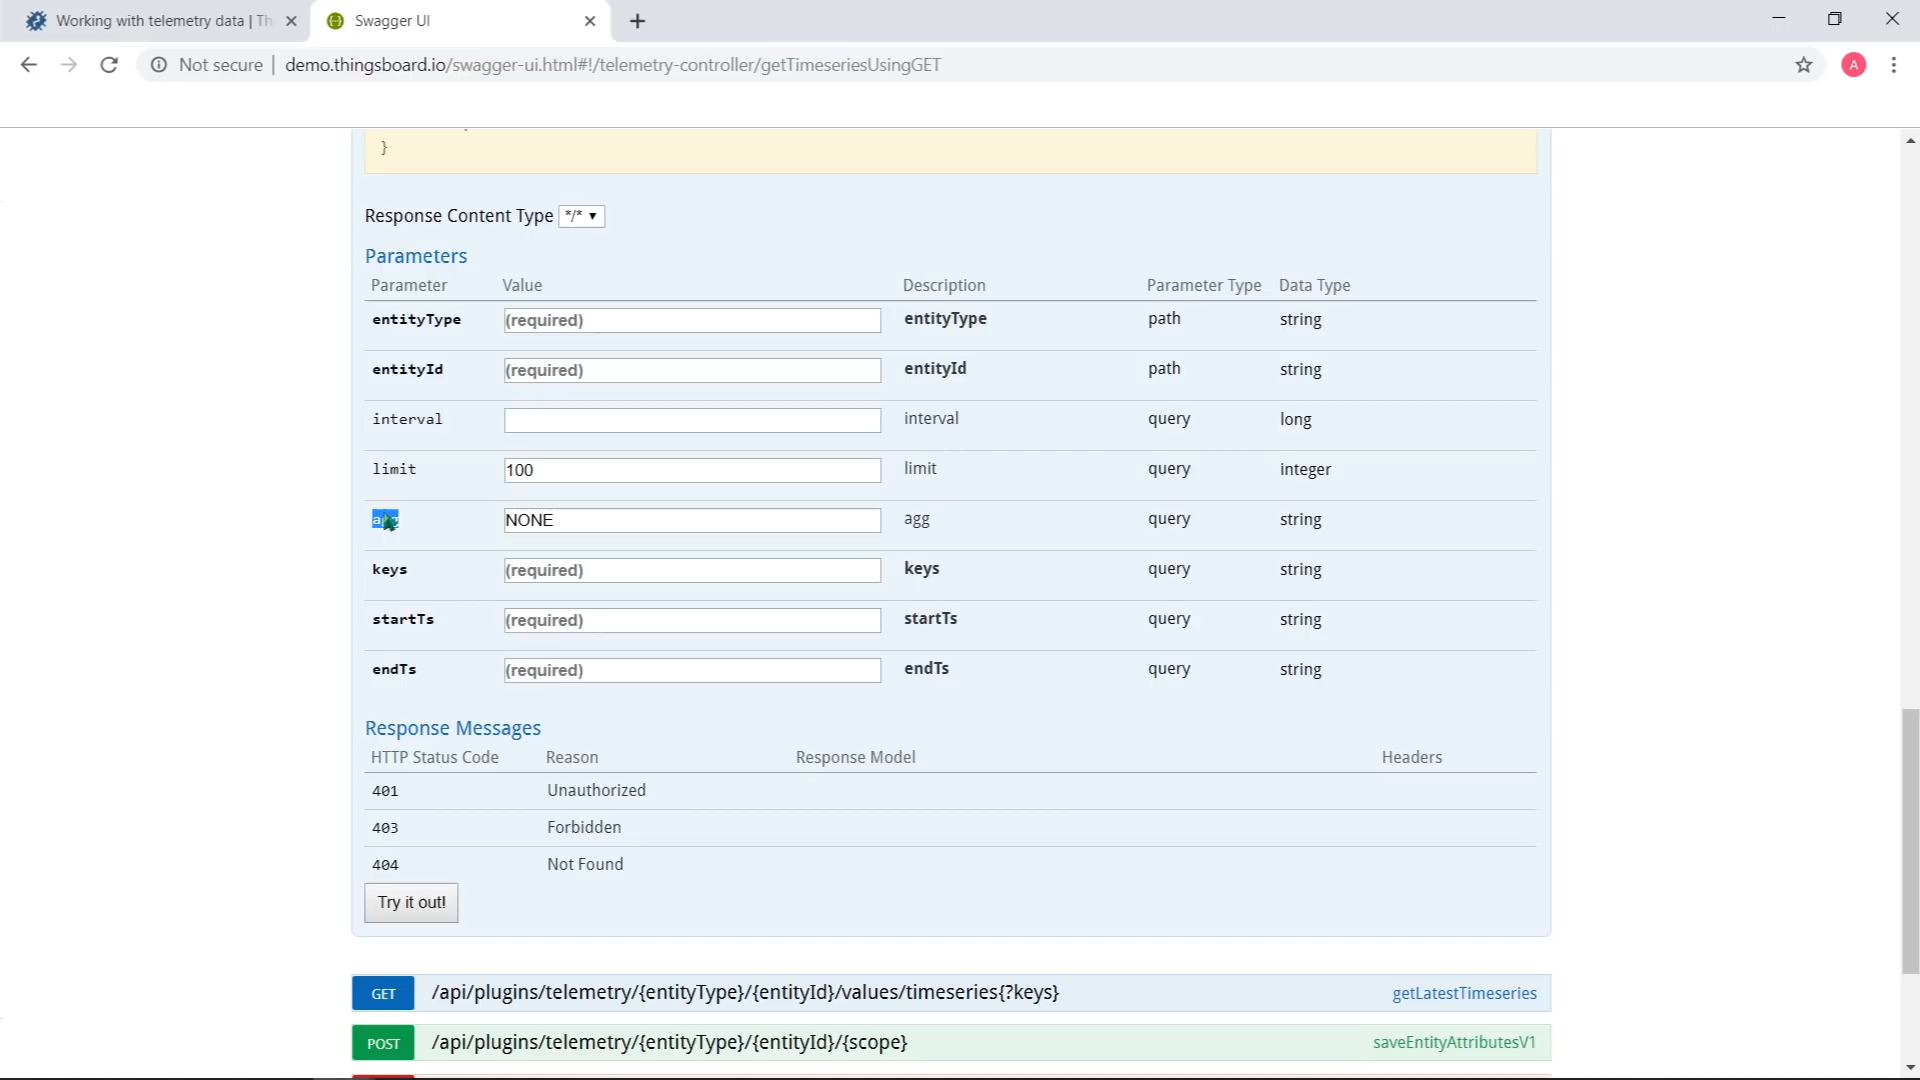 Working with telemetry data | Th
Swagger UI
Not secure | demo.thingsboard.io/swagger-ui.html#!/telemetry-controller/getTimeseriesUsingGET
A
}
Response Content Type */*
Parameters
Parameter Value Description Parameter Type Data Type
entityType (required) entityType path string
entityId (required) entityId path string
interval interval query long
limit 100 limit query integer
NONE agg query string
keys (required) keys query string
startTs (required) startTs query string
endTs (required) endTs query string
Response Messages
HTTP Status Code Reason Response Model Headers
401 Unauthorized
403 Forbidden
404 Not Found
Try it out!
GET /api/plugins/telemetry/{entityType}/{entityId}/values/timeseries{?keys} getLatestTimeseries
POST /api/plugins/telemetry/{entityType}/{entityId}/{scope} saveEntityAttributesV1